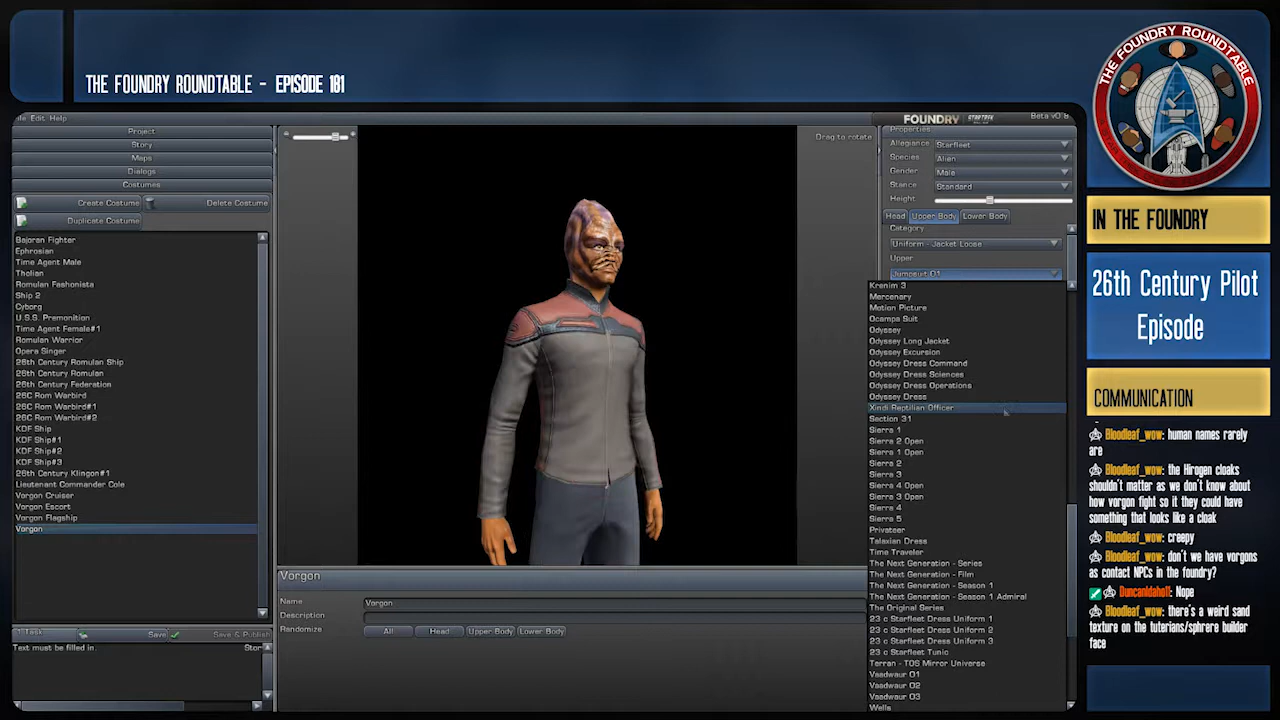 THE FOUNDRY ROUNDTABLE - EPISODE 181
THE FOUNDRY ROUNDTABLE
Edit Help
FOUNDRY
STAR TREK
Beta v0.8
Project
Story
Maps
Dialogs
Costumes
Create Costume
Delete Costume
Duplicate Costume
Bajoran Fighter
Ephrosian
Time Agent Male
Tholian
Romulan Fashionista
Ship 2
Cyborg
U.S.S. Premonition
Time Agent Female#1
Romulan Warrior
Opera Singer
26th Century Romulan Ship
26th Century Romulan
26th Century Federation
26C Rom Warbird
26C Rom Warbird#1
26C Rom Warbird#2
KDF Ship
KDF Ship#1
KDF Ship#2
KDF Ship#3
26th Century Klingon#1
Lieutenant Commander Cole
Vorgon Cruiser
Vorgon Escort
Vorgon Flagship
Vorgon
1 Task
Save
Save & Publish
Text must be filled in.
Stor
Drag to rotate
Vorgon
Name
Vorgon
Description
Randomize
All
Head
Upper Body
Lower Body
Properties
Allegiance
Starfleet
Species
Alien
Gender
Male
Stance
Standard
Height
Head
Upper Body
Lower Body
Category
Uniform - Jacket Loose
Upper
Jumpsuit 01
Krenim 3
Mercenary
Motion Picture
Ocampa Suit
Odyssey
Odyssey Long Jacket
Odyssey Excursion
Odyssey Dress Command
Odyssey Dress Sciences
Odyssey Dress Operations
Odyssey Dress
Xindi Reptilian Officer
Section 31
Sierra 1
Sierra 2 Open
Sierra 1 Open
Sierra 2
Sierra 3
Sierra 4 Open
Sierra 3 Open
Sierra 4
Sierra 5
Privateer
Talaxian Dress
Time Traveler
The Next Generation - Series
The Next Generation - Film
The Next Generation - Season 1
The Next Generation - Season 1 Admiral
The Original Series
23 c Starfleet Dress Uniform 1
23 c Starfleet Dress Uniform 2
23 c Starfleet Dress Uniform 3
23 c Starfleet Tunic
Terran - TOS Mirror Universe
Vaadwaur 01
Vaadwaur 02
Vaadwaur 03
Wells
IN THE FOUNDRY
26th Century Pilot
Episode
COMMUNICATION
Bloodleaf_wow: human names rarely
are
Bloodleaf_wow: the Hirogen cloaks
shouldn't matter as we don't know about
how vorgon fight so it they could have
something that looks like a cloak
Bloodleaf_wow: creepy
Bloodleaf_wow: don't we have vorgons
as contact NPCs in the foundry?
DuncanIdaho11: Nope
Bloodleaf_wow: there's a weird sand
texture on the tuterians/sphrere builder
face